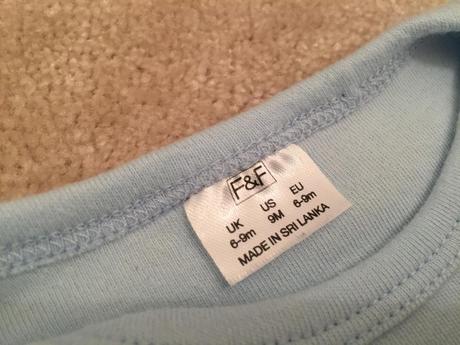 F&F
UK US EU
6-9m 9M 6-9m
MADE IN SRI LANKA